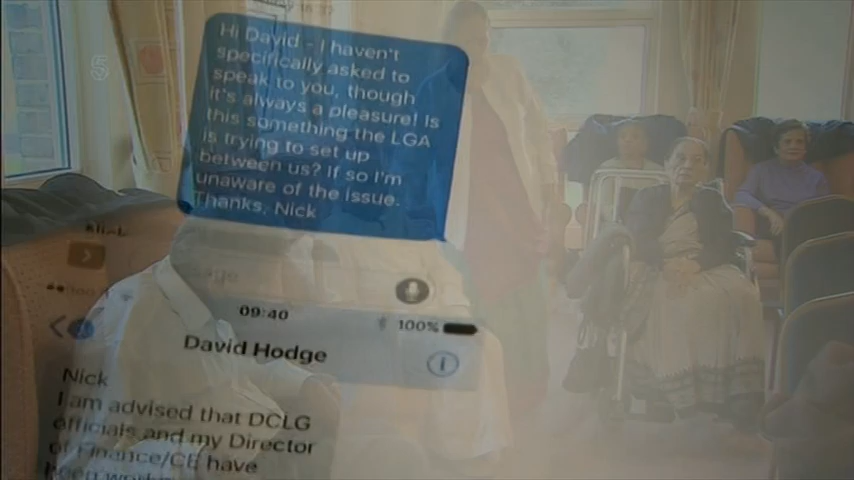 5
Hi David - I haven't
specifically asked to
speak to you, though
it's always a pleasure! Is
this something the LGA
is trying to set up
between us? If so I'm
unaware of the issue.
Thanks, Nick
09:40
100%
David Hodge
Nick
I am advised that DCLG
officials and my Director
of Finance/CE have
been